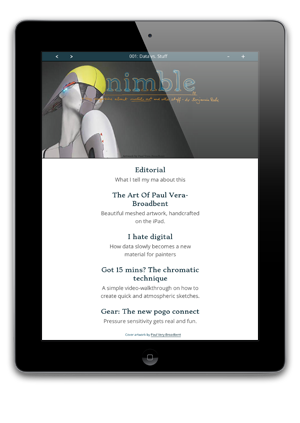 001: Data as Stuff
nimble
Editorial
What I tell my ma about this
The Art Of Paul Vera-
Broadbent
Beautiful meshed artwork, handcrafted
on the iPad.
I hate digital
How data slowly becomes a new
material for painters
Got 15 mins? The chromatic
technique
A simple video-walkthrough on how to
create quick and atmospheric sketches.
Gear: The new pogo connect
Pressure sensitivity gets real and fun.
Cover artwork by Paul Vera-Broadbent